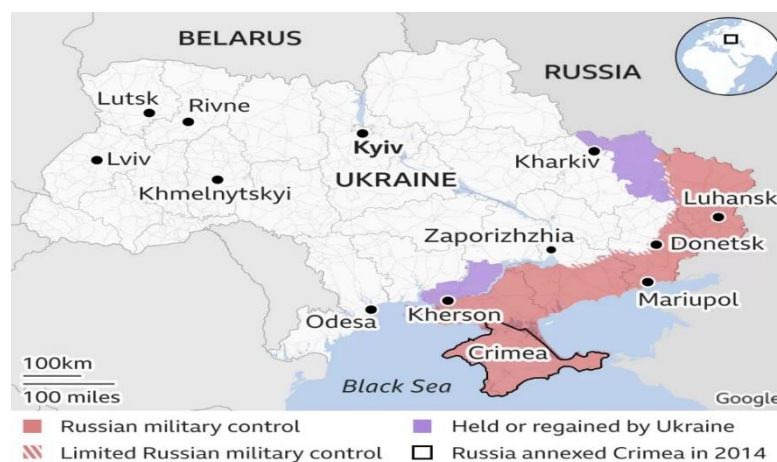 BELARUS
RUSSIA
Lutsk
Rivne
Kyiv
Kharkiv
Lviv
UKRAINE
Khmelnytskyi
Luhansk
Zaporizhzhia
Donetsk
Mariupol
Kherson
Odesa
Crimea
100km
100 miles
Black Sea
Google
Russian military control
Held or regained by Ukraine
Limited Russian military control
Russia annexed Crimea in 2014